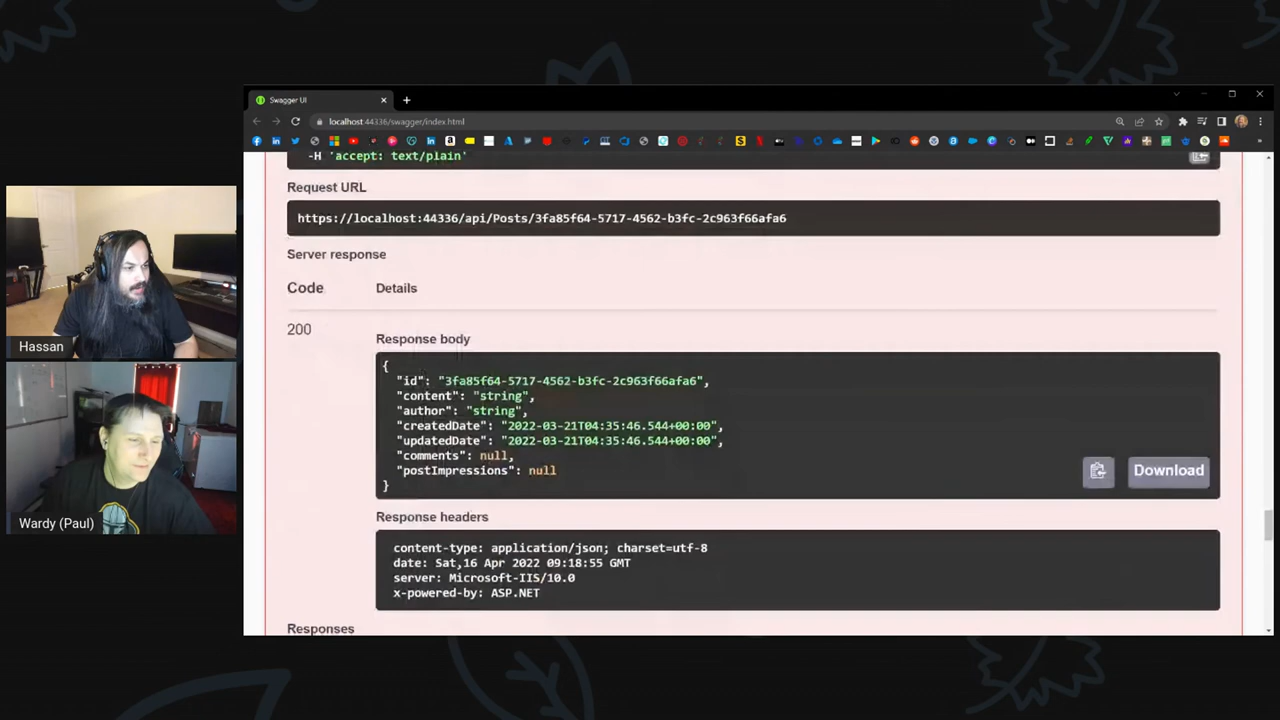 Swagger UI
localhost:44336/swagger/index.html
-H 'accept: text/plain'
Request URL
https://localhost:44336/api/Posts/3fa85f64-5717-4562-b3fc-2c963f66afa6
Server response
Code
Details
200
Response body
{
"id": "3fa85f64-5717-4562-b3fc-2c963f66afa6",
"content": "string",
"author": "string",
"createdDate": "2022-03-21T04:35:46.544+00:00",
"updatedDate": "2022-03-21T04:35:46.544+00:00",
"comments": null,
"postImpressions": null
}
Download
Response headers
content-type: application/json; charset=utf-8
date: Sat,16 Apr 2022 09:18:55 GMT
server: Microsoft-IIS/10.0
x-powered-by: ASP.NET
Responses
Hassan
Wardy (Paul)